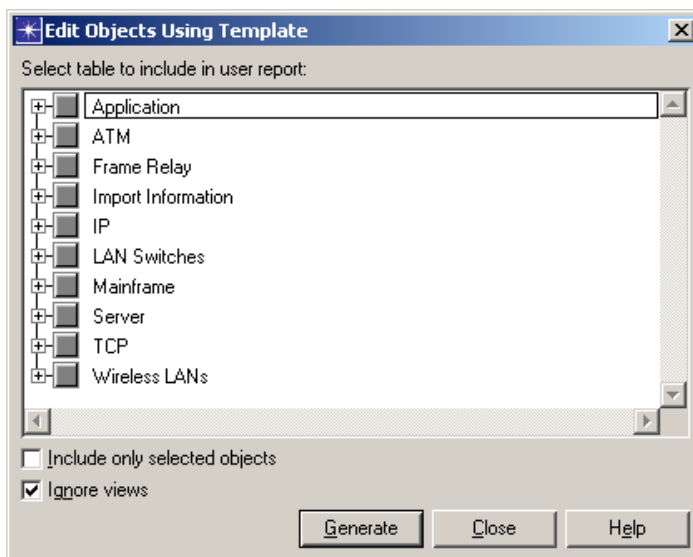 Edit Objects Using Template
Select table to include in user report:
Application
ATM
Frame Relay
Import Information
IP
LAN Switches
Mainframe
Server
TCP
Wireless LANs
Include only selected objects
Ignore views
Generate Close Help